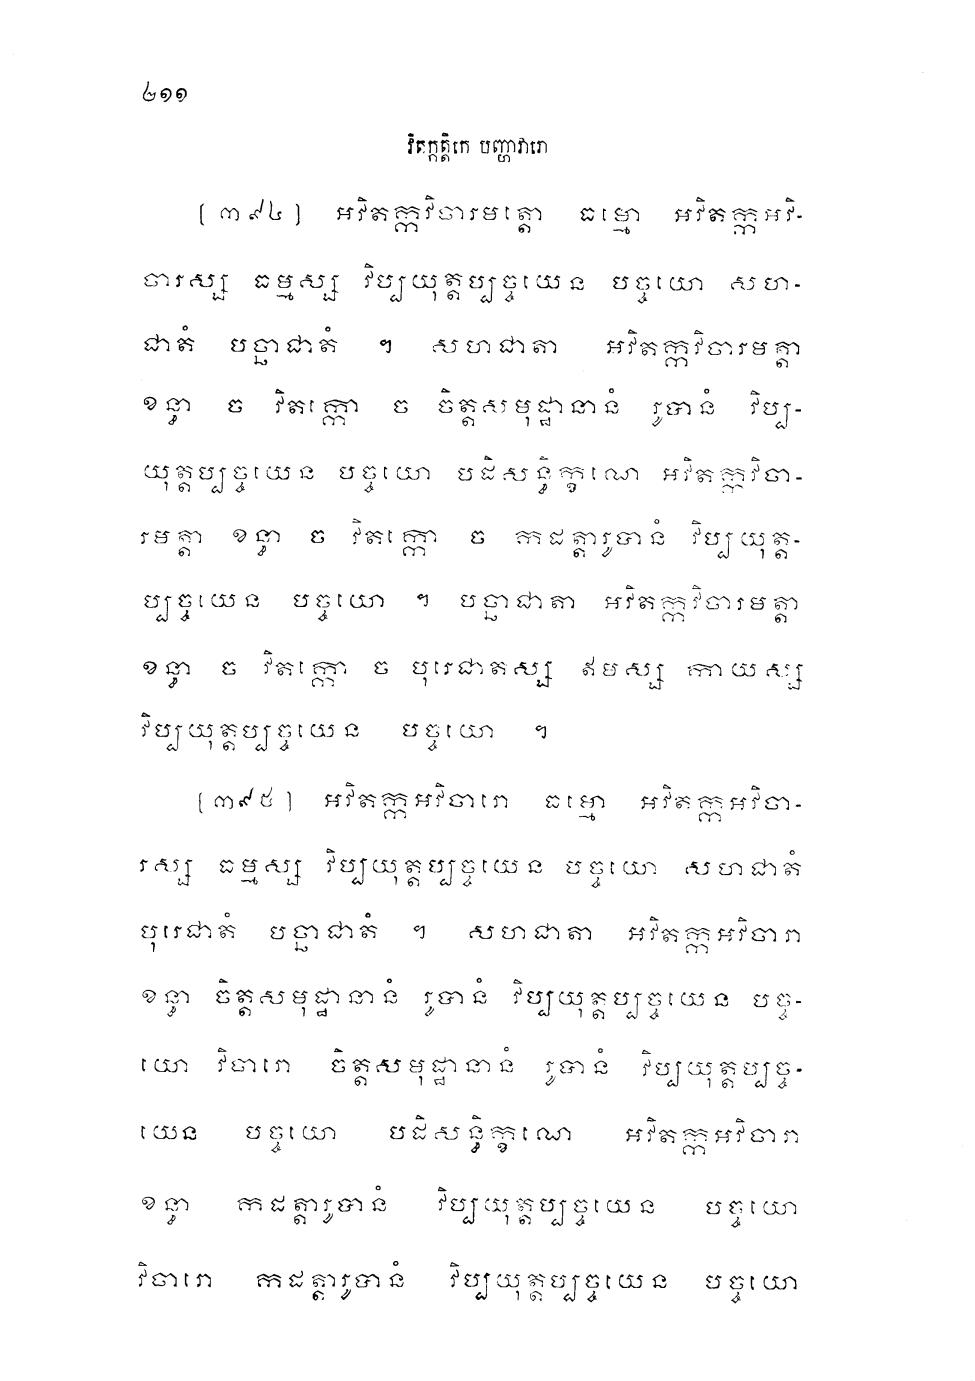 ៤១១
វិតក្កត្តិកេ បញ្ហាវារោ
[ ៣៩៤ ] អវិតក្កវិចារមត្តោ ធម្មោ អវិតក្កអវិ-
ចារស្ស ធម្មស្ស វិប្បយុត្តប្បច្ចយេន បច្ចយោ សហ-
ជាតំ បច្ឆាជាតំ ។ សហជាតា អវិតក្កវិចារមត្តា
ខន្ធា ច វិតក្កោ ច ចិត្តសមុដ្ឋានានំ រូបានំ វិប្ប-
យុត្តប្បច្ចយេន បច្ចយោ បដិសន្ធិក្ខណេ អវិតក្កវិចា-
រមត្តា ខន្ធា ច វិតក្កោ ច កដត្តារូបានំ វិប្បយុត្ត-
ប្បច្ចយេន បច្ចយោ ។ បច្ឆាជាតា អវិតក្កវិចារមត្តា
ខន្ធា ច វិតក្កោ ច បុរេជាតស្ស ឥមស្ស កាយស្ស
វិប្បយុត្តប្បច្ចយេន បច្ចយោ ។
[ ៣៩៥ ] អវិតក្កអវិចារោ ធម្មោ អវិតក្កអវិចា-
រស្ស ធម្មស្ស វិប្បយុត្តប្បច្ចយេន បច្ចយោ សហជាតំ
បុរេជាតំ បច្ឆាជាតំ ។ សហជាតា អវិតក្កអវិចារា
ខន្ធា ចិត្តសមុដ្ឋានានំ រូបានំ វិប្បយុត្តប្បច្ចយេន បច្ច-
យោ វិចារោ ចិត្តសមុដ្ឋានានំ រូបានំ វិប្បយុត្តប្បច្ច-
យេន បច្ចយោ បដិសន្ធិក្ខណេ អវិតក្កអវិចារា
ខន្ធា កដត្តារូបានំ វិប្បយុត្តប្បច្ចយេន បច្ចយោ
វិចារោ កដត្តារូបានំ វិប្បយុត្តប្បច្ចយេន បច្ចយោ